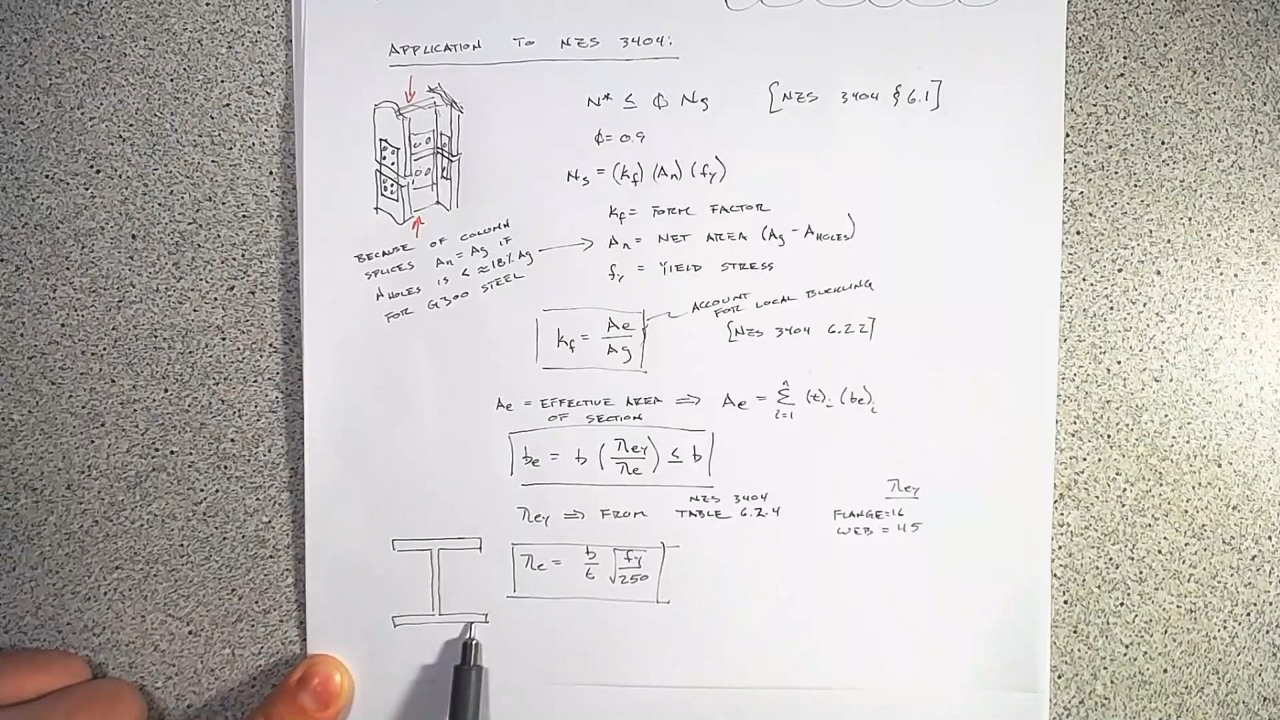 APPLICATION TO NZS 3404:
N* ≤ ϕ Ns [NZS 3404 § 6.1]
ϕ = 0.9
Ns = (kf) (An) (fy)
kf = FORM FACTOR
An = NET AREA (Ag - AHOLES)
fy = YIELD STRESS
BECAUSE OF COLUMN
SPLICES An = Ag IF
AHOLES IS < ≈18% Ag
FOR G300 STEEL
kf = Ae/Ag
ACCOUNT
FOR LOCAL BUCKLING
[NZS 3404 6.2.2]
Ae = EFFECTIVE AREA OF SECTION ⇒ Ae = Σ(i=1 to n) (t)i (be)i
be = b (λey/λe) ≤ b
λey ⇒ FROM NZS 3404 TABLE 6.2.4
λey
FLANGE = 16
WEB = 45
λe = b/t √(fy/250)